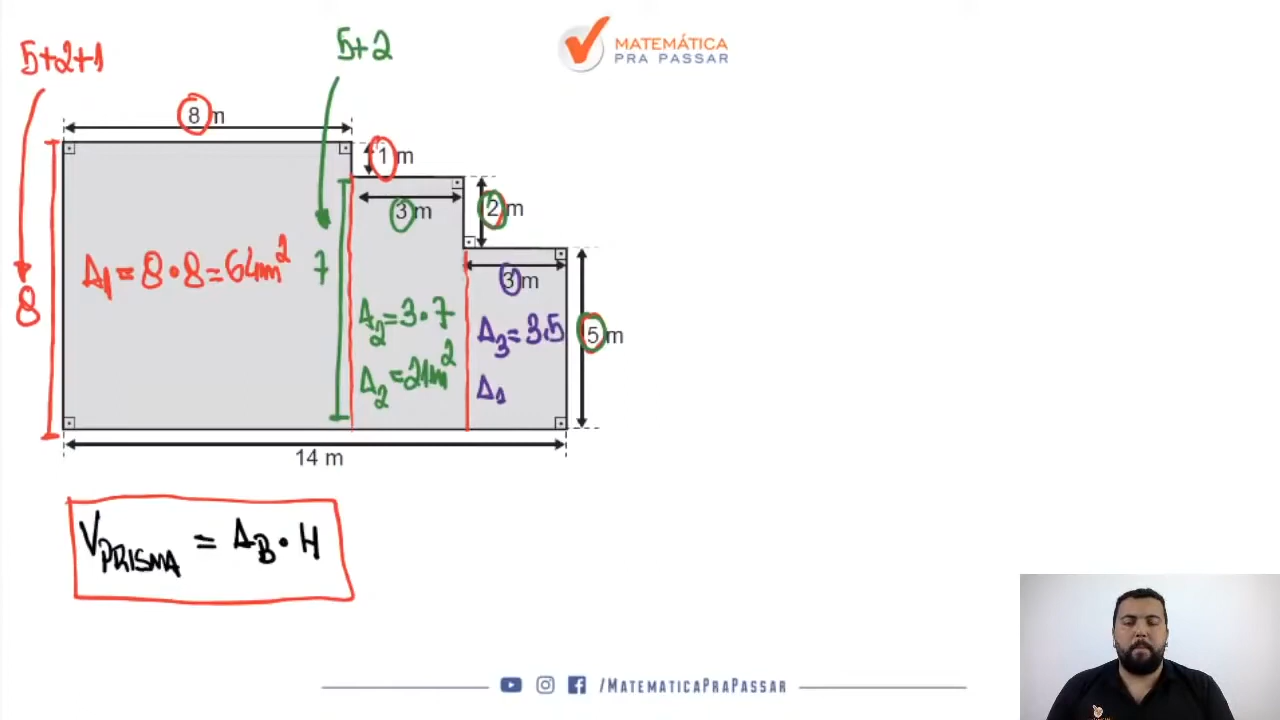 5+2+1
5+2
MATEMÁTICA
PRA PASSAR
8 m
1 m
3 m
2 m
A1 = 8 • 8 = 64m²
7
8
3 m
A2 = 3 • 7
A3 = 3.5
5 m
A2 = 21m²
14 m
VPRISMA = AB • H
/MATEMATICAPRAPASSAR